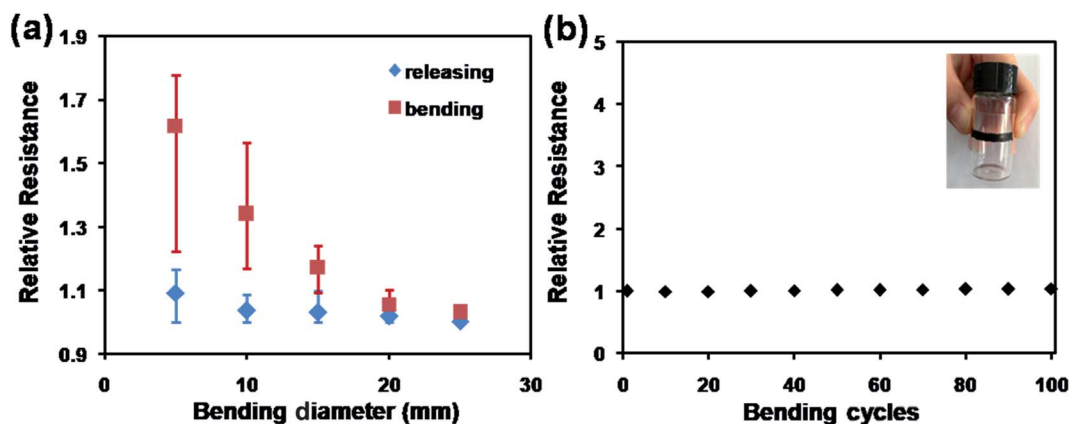 (a)
1.9
1.7
1.5
1.3
1.1
0.9
Relative Resistance
releasing
bending
0 10 20 30
Bending diameter (mm)
(b)
5
4
3
2
1
0
Relative Resistance
0 20 40 60 80 100
Bending cycles